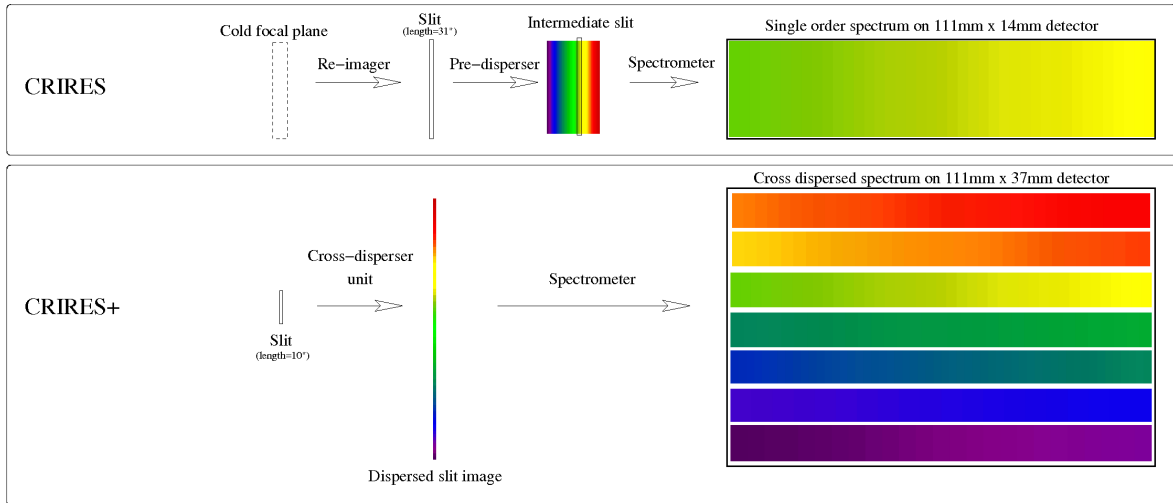 CRIRES
Cold focal plane
Re−imager
Slit
(length=31")
Pre−disperser
Intermediate slit
Spectrometer
Single order spectrum on 111mm x 14mm detector
CRIRES+
Slit
(length=10")
Cross−disperser
unit
Dispersed slit image
Spectrometer
Cross dispersed spectrum on 111mm x 37mm detector